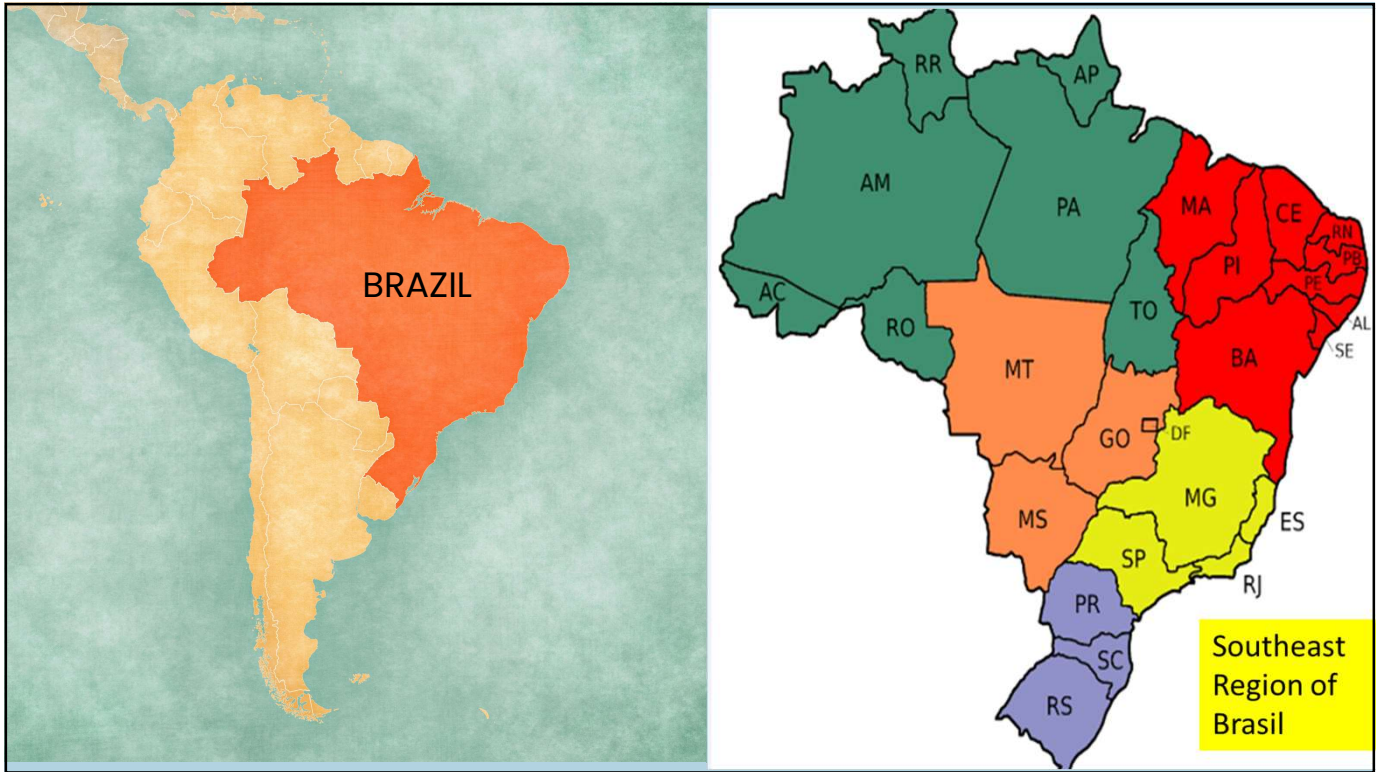 BRAZIL
RR
AP
AM
PA
MA
CE
RN
PB
PI
PE
AC
TO
AL
RO
SE
BA
MT
GO
DF
MG
MS
ES
SP
RJ
PR
SC
RS
Southeast
Region of
Brasil